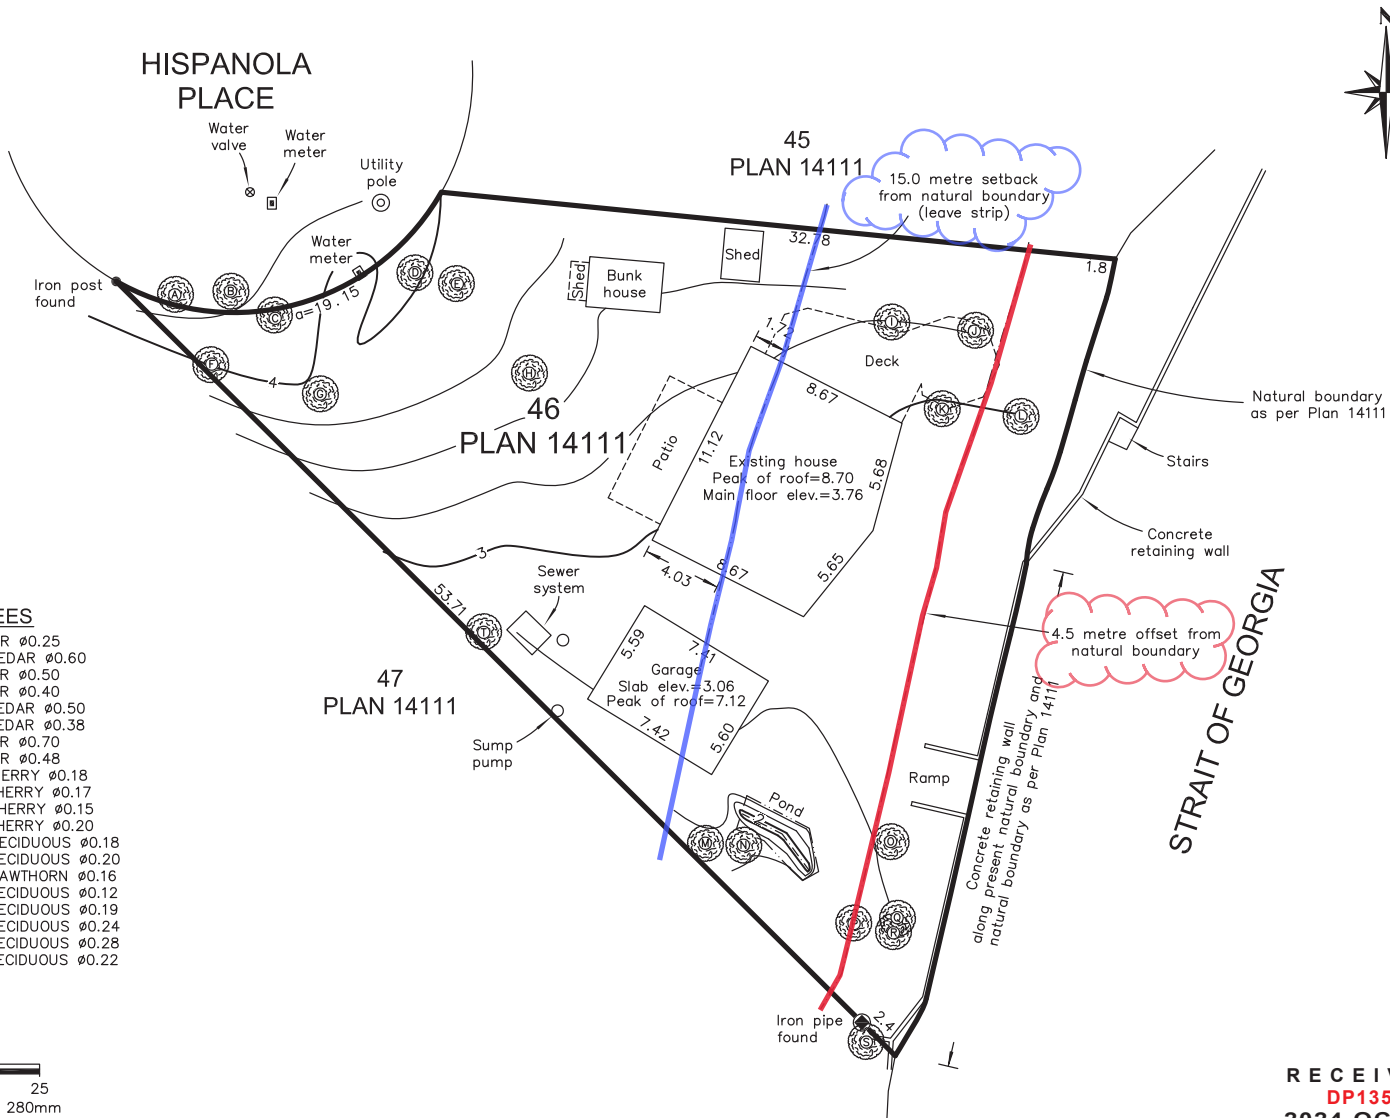 N
HISPANOLA
PLACE
Water
valve
Water
meter
Utility
pole
Water
meter
Iron post
found
a=19.15
A
B
C
D
E
F
G
H
4
45
PLAN 14111
15.0 metre setback
from natural boundary
(leave strip)
32.78
1.8
Shed
Shed
Bunk
house
1.72
I
J
Deck
K
L
8.67
46
PLAN 14111
Patio
11.12
Existing house
Peak of roof=8.70
Main floor elev.=3.76
5.68
5.65
8.67
4.03
Natural boundary
as per Plan 14111
Stairs
Concrete
retaining wall
3
Sewer
system
53.71
T
5.59
7.41
Garage
Slab elev.=3.06
Peak of roof=7.12
7.42
5.60
4.5 metre offset from
natural boundary
STRAIT OF GEORGIA
47
PLAN 14111
Sump
pump
Ramp
Concrete retaining wall
along present natural boundary and
natural boundary as per Plan 14111
Pond
2
M
N
O
Q
R
Iron pipe
found
2.4
S
EES
R ø0.25
EDAR ø0.60
R ø0.50
R ø0.40
EDAR ø0.50
EDAR ø0.38
R ø0.70
R ø0.48
ERRY ø0.18
HERRY ø0.17
HERRY ø0.15
HERRY ø0.20
ECIDUOUS ø0.18
ECIDUOUS ø0.20
AWTHORN ø0.16
ECIDUOUS ø0.12
ECIDUOUS ø0.19
ECIDUOUS ø0.24
ECIDUOUS ø0.28
ECIDUOUS ø0.22
25
280mm
RECEIV
DP135